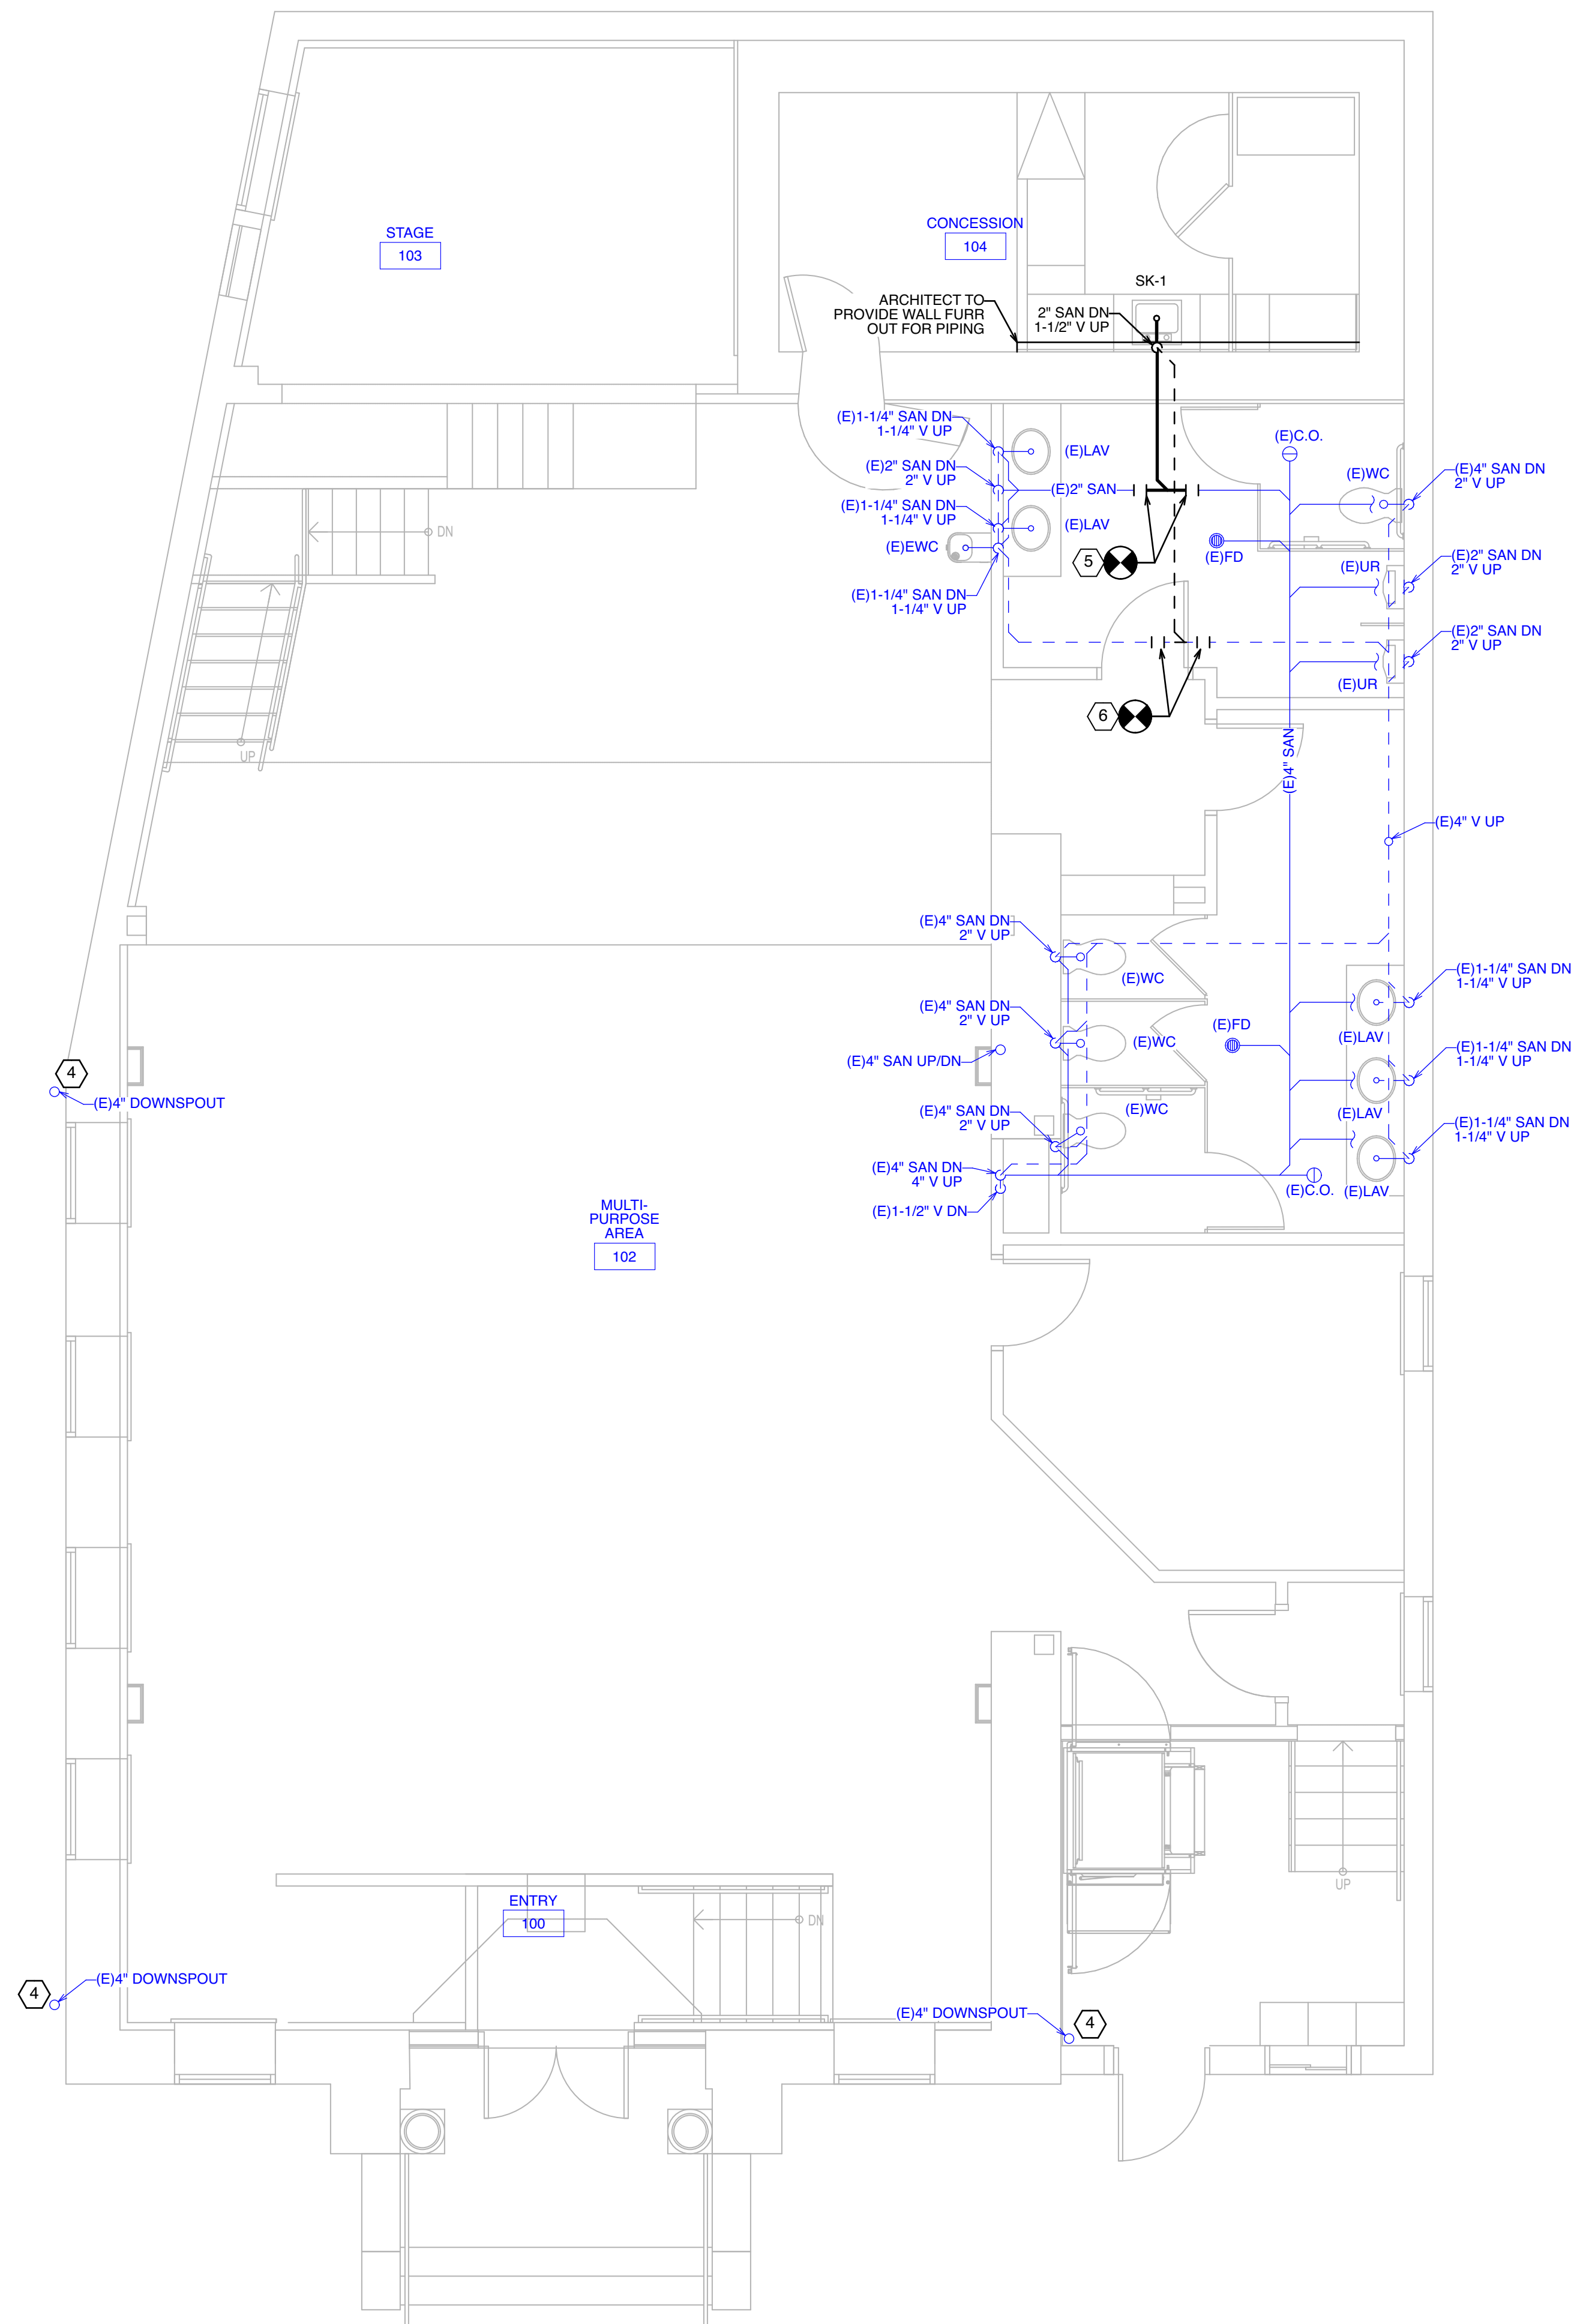 STAGE
103
CONCESSION
104
SK-1
ARCHITECT TO
PROVIDE WALL FURR
OUT FOR PIPING
2" SAN DN
1-1/2" V UP
(E)1-1/4" SAN DN
1-1/4" V UP
(E)LAV
(E)C.O.
(E)2" SAN DN
2" V UP
(E)2" SAN
(E)WC
(E)4" SAN DN
2" V UP
(E)1-1/4" SAN DN
1-1/4" V UP
(E)LAV
DN
(E)EWC
5
(E)FD
(E)UR
(E)2" SAN DN
2" V UP
(E)1-1/4" SAN DN
1-1/4" V UP
(E)2" SAN DN
2" V UP
(E)UR
6
UP
(E)4" SAN
(E)4" V UP
(E)4" SAN DN
2" V UP
(E)WC
(E)1-1/4" SAN DN
1-1/4" V UP
(E)4" SAN DN
2" V UP
(E)WC
(E)FD
(E)LAV
(E)1-1/4" SAN DN
1-1/4" V UP
(E)4" SAN UP/DN
4
(E)4" DOWNSPOUT
(E)4" SAN DN
2" V UP
(E)WC
(E)LAV
(E)1-1/4" SAN DN
1-1/4" V UP
(E)4" SAN DN
4" V UP
(E)C.O.
(E)LAV
(E)1-1/2" V DN
MULTI-
PURPOSE
AREA
102
UP
ENTRY
100
DN
4
(E)4" DOWNSPOUT
(E)4" DOWNSPOUT
4